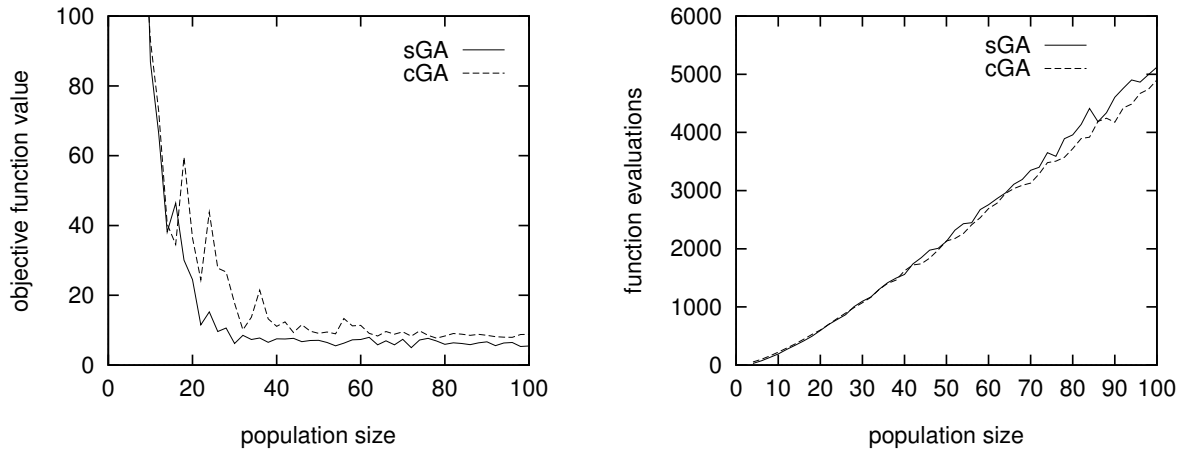 100
80
60
40
20
0
0 20 40 60 80 100
objective function value
population size
sGA
cGA
6000
5000
4000
3000
2000
1000
0
0 10 20 30 40 50 60 70 80 90 100
function evaluations
population size
sGA
cGA